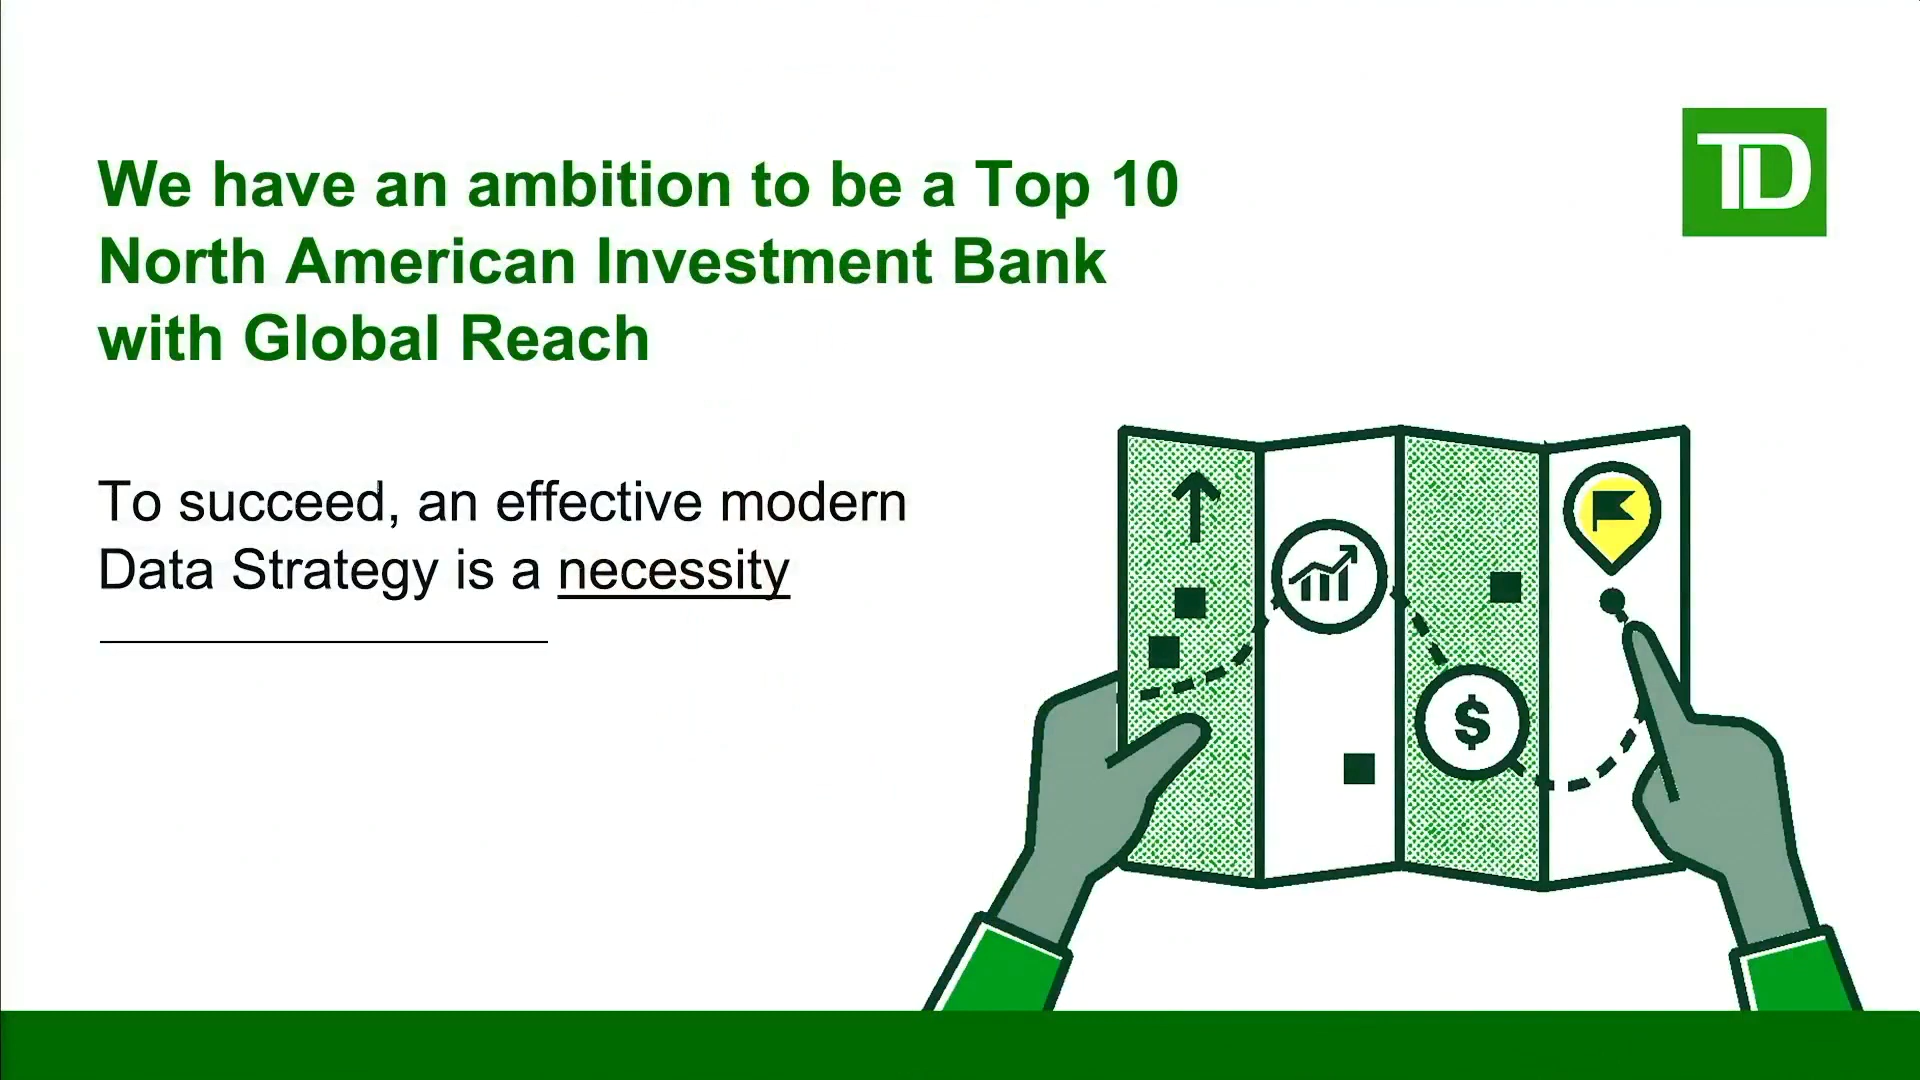 We have an ambition to be a Top 10
North American Investment Bank
with Global Reach
TD
To succeed, an effective modern
Data Strategy is a necessity
$